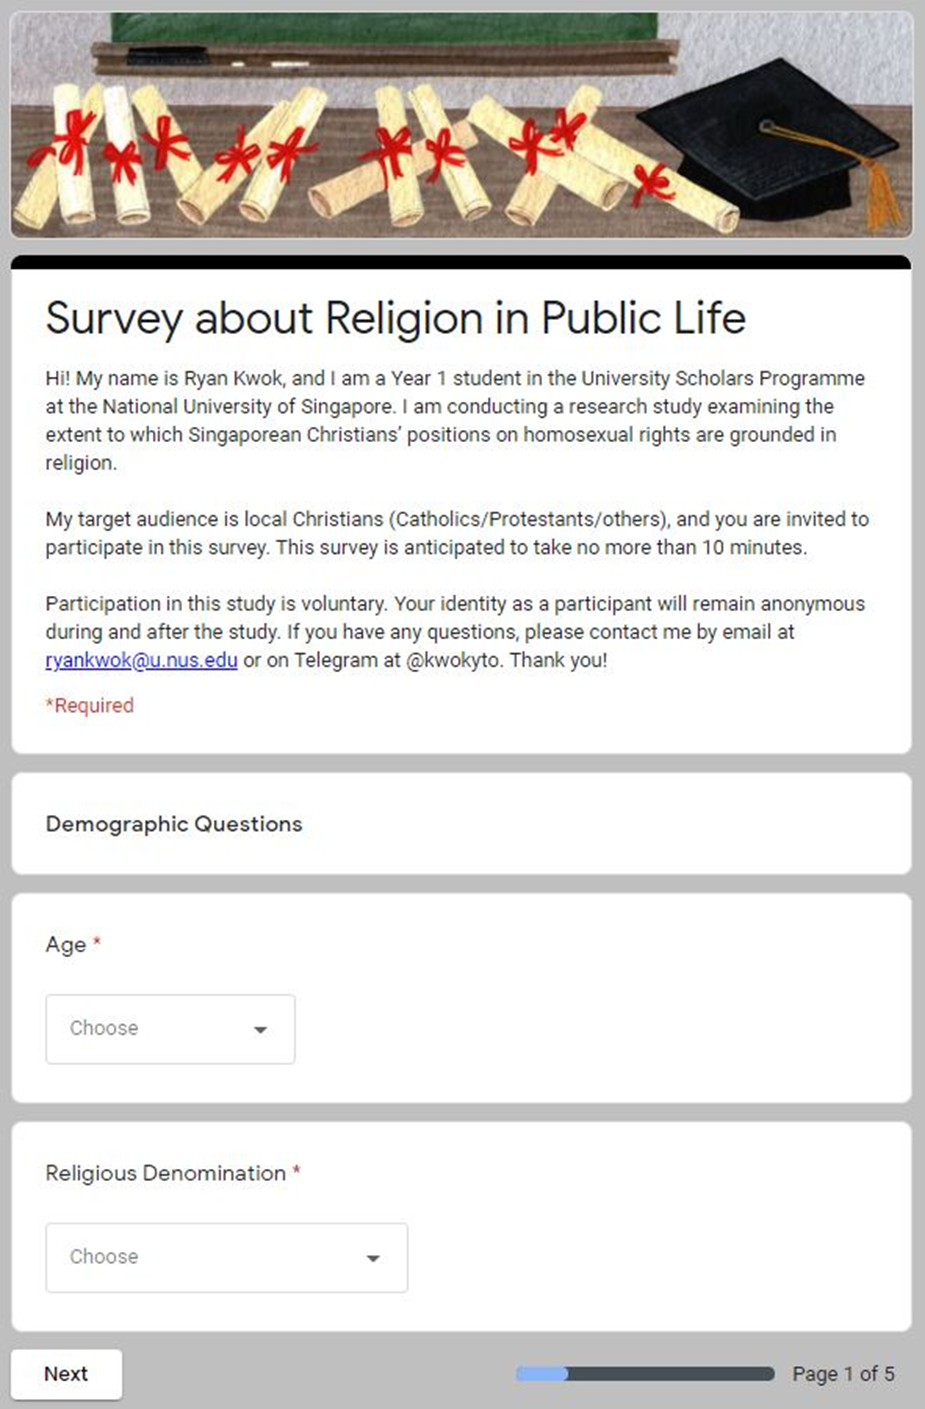 Survey about Religion in Public Life
Hi! My name is Ryan Kwok, and I am a Year 1 student in the University Scholars Programme
at the National University of Singapore. I am conducting a research study examining the
extent to which Singaporean Christians’ positions on homosexual rights are grounded in
religion.
My target audience is local Christians (Catholics/Protestants/others), and you are invited to
participate in this survey. This survey is anticipated to take no more than 10 minutes.
Participation in this study is voluntary. Your identity as a participant will remain anonymous
during and after the study. If you have any questions, please contact me by email at
ryankwok@u.nus.edu or on Telegram at @kwokyto. Thank you!
*Required
Demographic Questions
Age *
Choose
Religious Denomination *
Choose
Next
Page 1 of 5